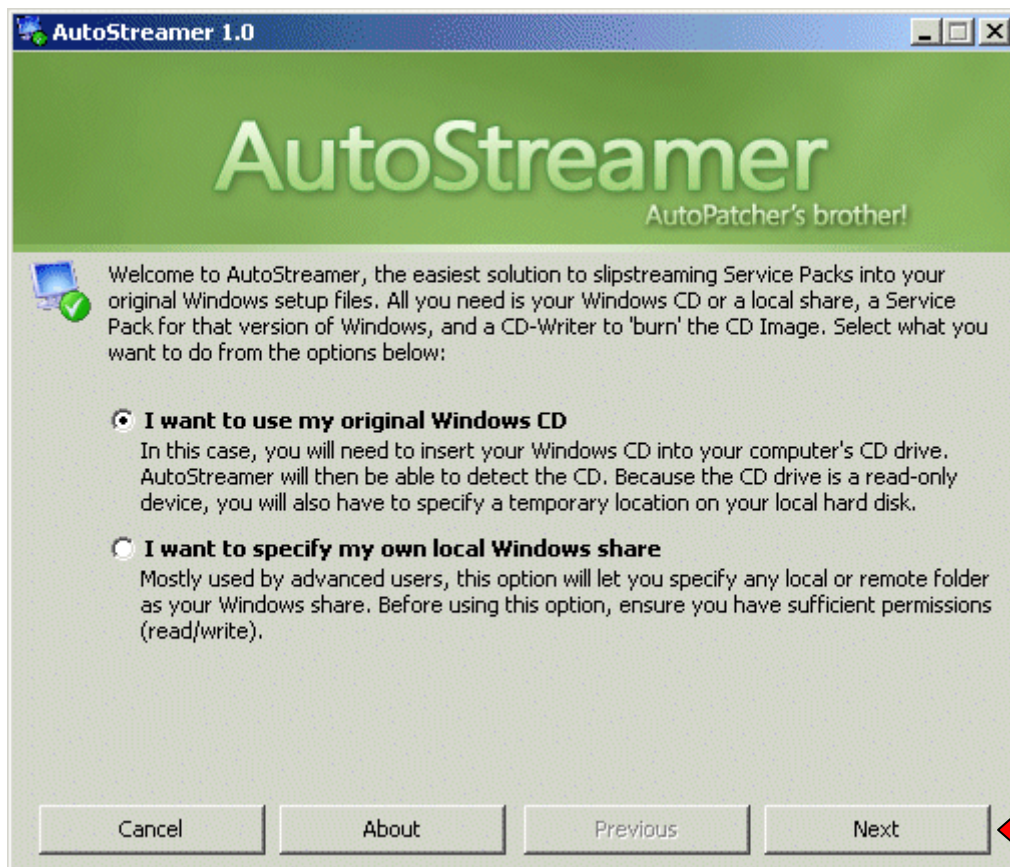 AutoStreamer 1.0
AutoStreamer
AutoPatcher's brother!
Welcome to AutoStreamer, the easiest solution to slipstreaming Service Packs into your
original Windows setup files. All you need is your Windows CD or a local share, a Service
Pack for that version of Windows, and a CD-Writer to 'burn' the CD Image. Select what you
want to do from the options below:
I want to use my original Windows CD
In this case, you will need to insert your Windows CD into your computer's CD drive.
AutoStreamer will then be able to detect the CD. Because the CD drive is a read-only
device, you will also have to specify a temporary location on your local hard disk.
I want to specify my own local Windows share
Mostly used by advanced users, this option will let you specify any local or remote folder
as your Windows share. Before using this option, ensure you have sufficient permissions
(read/write).
Cancel
About
Previous
Next